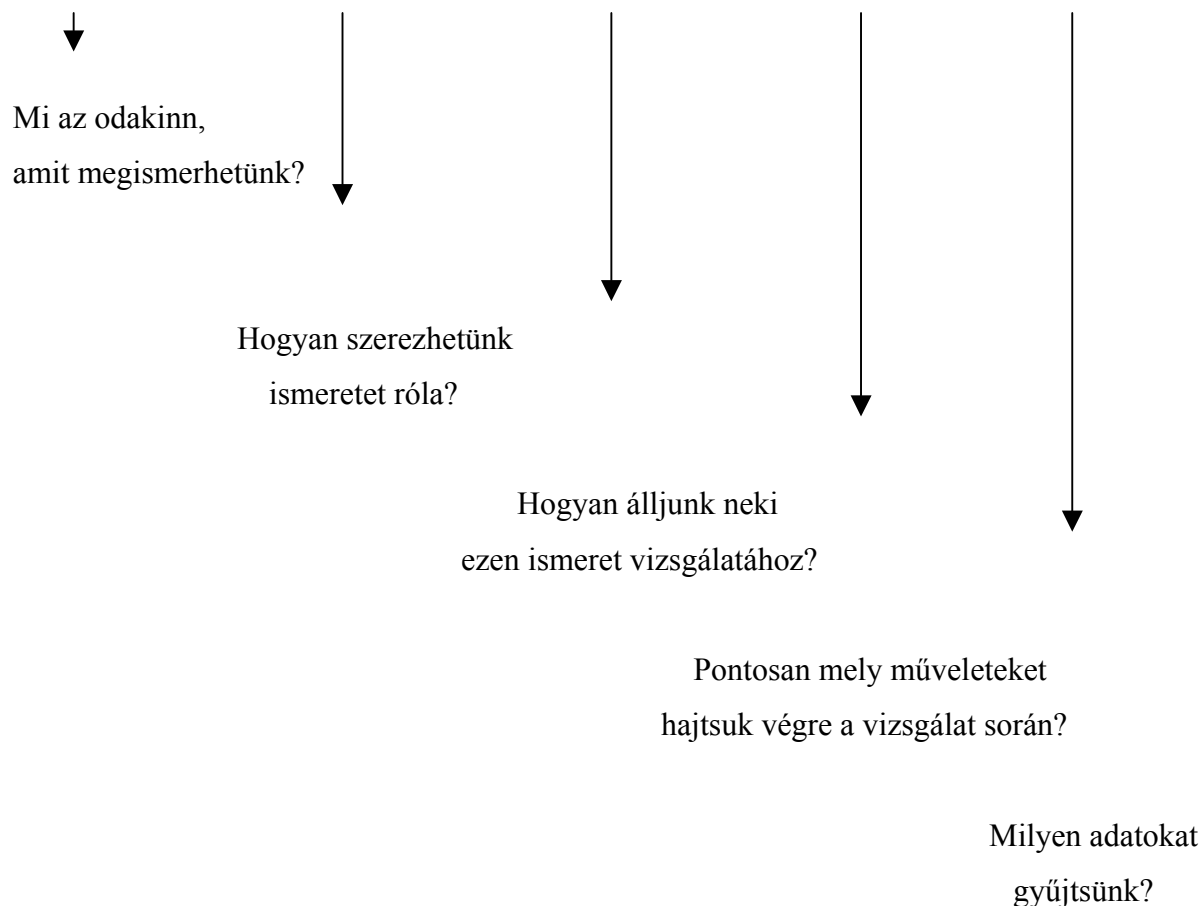 Mi az odakinn,
amit megismerhetünk?
Hogyan szerezhetünk
ismeretet róla?
Hogyan álljunk neki
ezen ismeret vizsgálatához?
Pontosan mely műveleteket
hajtsuk végre a vizsgálat során?
Milyen adatokat
gyűjtsünk?